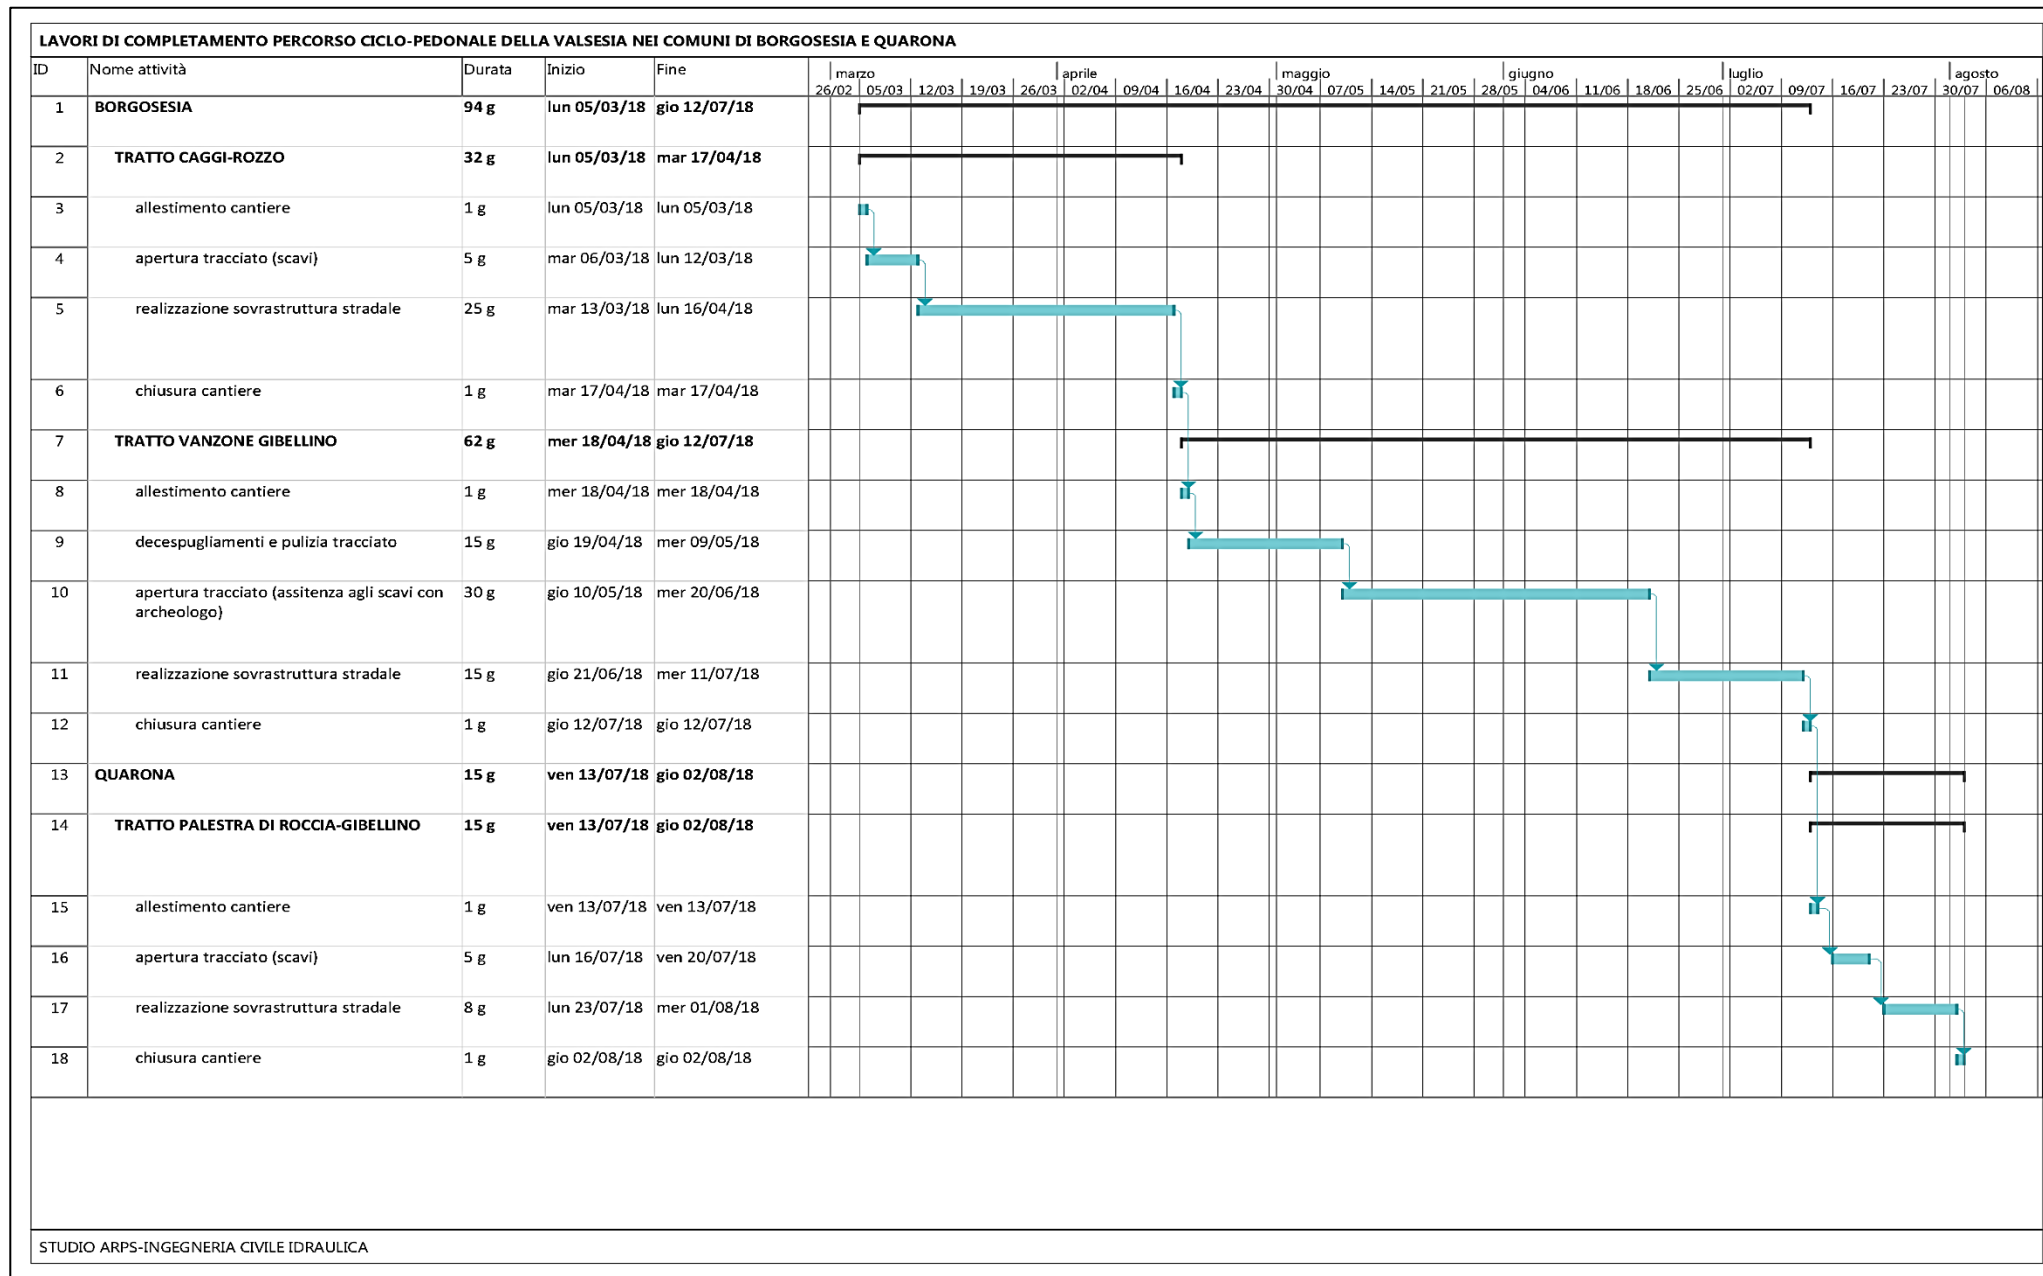 LAVORI DI COMPLETAMENTO PERCORSO CICLO-PEDONALE DELLA VALSESIA NEI COMUNI DI BORGOSESIA E QUARONA
ID Nome attività Durata Inizio Fine marzo aprile maggio giugno luglio agosto
26/02 05/03 12/03 19/03 26/03 02/04 09/04 16/04 23/04 30/04 07/05 14/05 21/05 28/05 04/06 11/06 18/06 25/06 02/07 09/07 16/07 23/07 30/07 06/08
1 BORGOSESIA 94 g lun 05/03/18 gio 12/07/18
2 TRATTO CAGGI-ROZZO 32 g lun 05/03/18 mar 17/04/18
3 allestimento cantiere 1 g lun 05/03/18 lun 05/03/18
4 apertura tracciato (scavi) 5 g mar 06/03/18 lun 12/03/18
5 realizzazione sovrastruttura stradale 25 g mar 13/03/18 lun 16/04/18
6 chiusura cantiere 1 g mar 17/04/18 mar 17/04/18
7 TRATTO VANZONE GIBELLINO 62 g mer 18/04/18 gio 12/07/18
8 allestimento cantiere 1 g mer 18/04/18 mer 18/04/18
9 decespugliamenti e pulizia tracciato 15 g gio 19/04/18 mer 09/05/18
10 apertura tracciato (assitenza agli scavi con 30 g gio 10/05/18 mer 20/06/18
archeologo)
11 realizzazione sovrastruttura stradale 15 g gio 21/06/18 mer 11/07/18
12 chiusura cantiere 1 g gio 12/07/18 gio 12/07/18
13 QUARONA 15 g ven 13/07/18 gio 02/08/18
14 TRATTO PALESTRA DI ROCCIA-GIBELLINO 15 g ven 13/07/18 gio 02/08/18
15 allestimento cantiere 1 g ven 13/07/18 ven 13/07/18
16 apertura tracciato (scavi) 5 g lun 16/07/18 ven 20/07/18
17 realizzazione sovrastruttura stradale 8 g lun 23/07/18 mer 01/08/18
18 chiusura cantiere 1 g gio 02/08/18 gio 02/08/18
STUDIO ARPS-INGEGNERIA CIVILE IDRAULICA